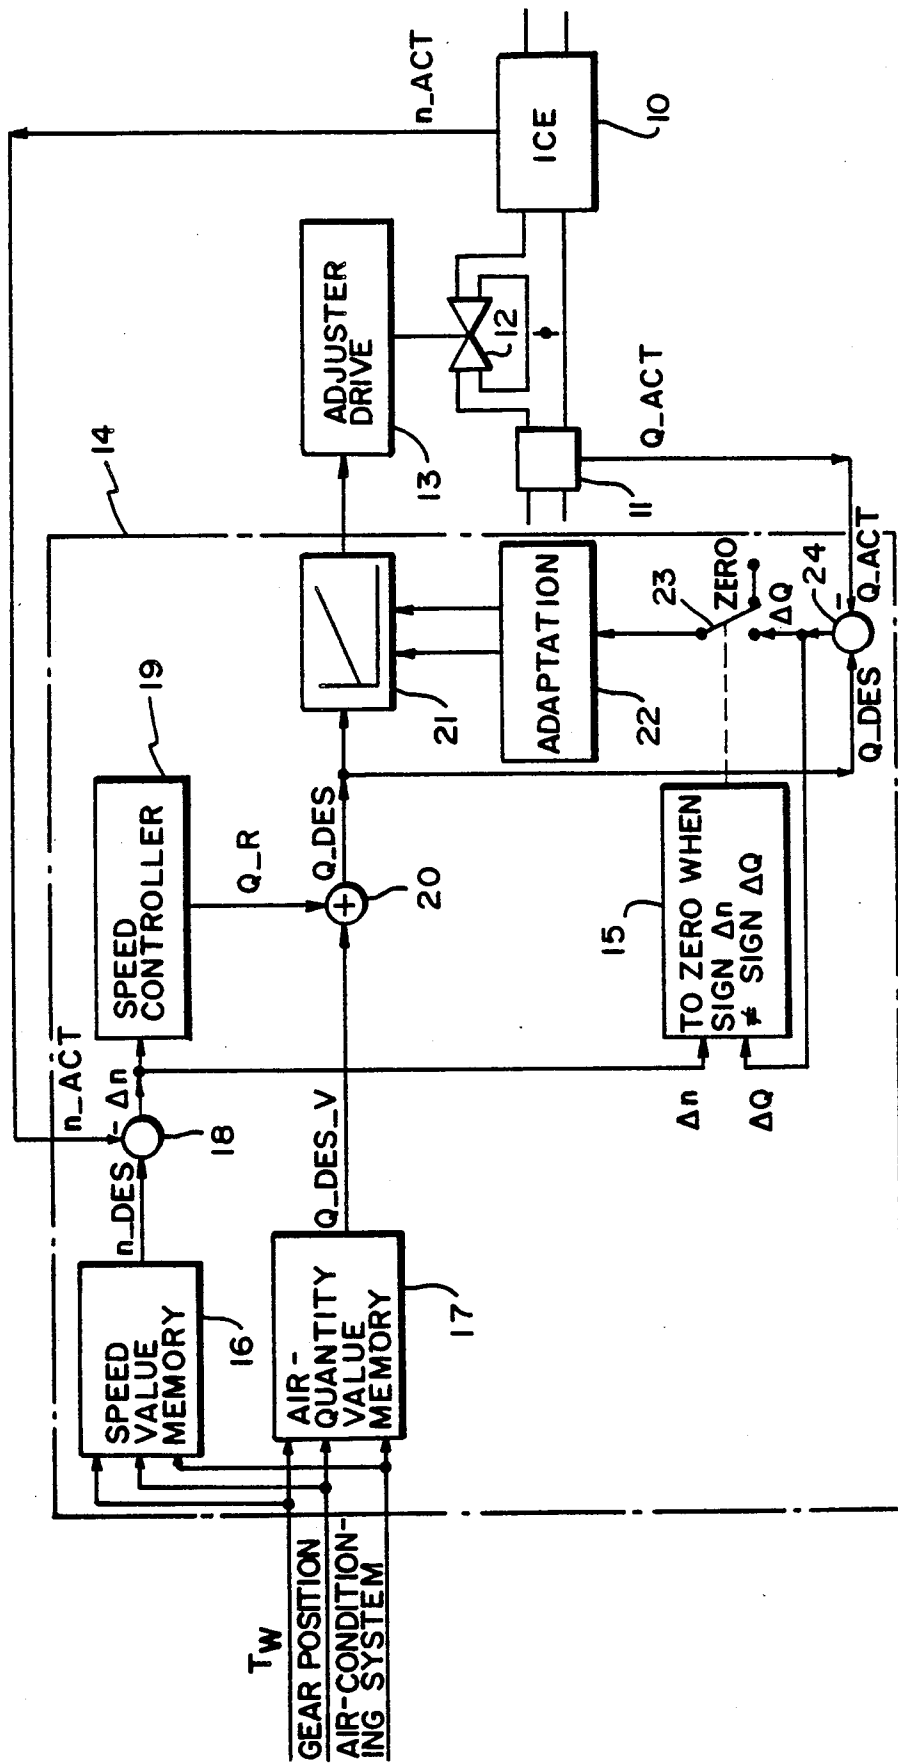 n_ACT
ICE
10
ADJUSTER
DRIVE
13
12
Q_ACT
11
14
SPEED
CONTROLLER
19
Q_R
21
ADAPTATION
22
23
ZERO
ΔQ
-
24
Q_ACT
Q_DES
Q_DES
+
20
15
TO ZERO WHEN
SIGN Δn
≠ SIGN ΔQ
Δn
ΔQ
n_ACT
-
Δn
18
n_DES
Q_DES_V
SPEED
VALUE
MEMORY
16
AIR-
QUANTITY
VALUE
MEMORY
17
TW
GEAR POSITION
AIR-CONDITION-
ING SYSTEM